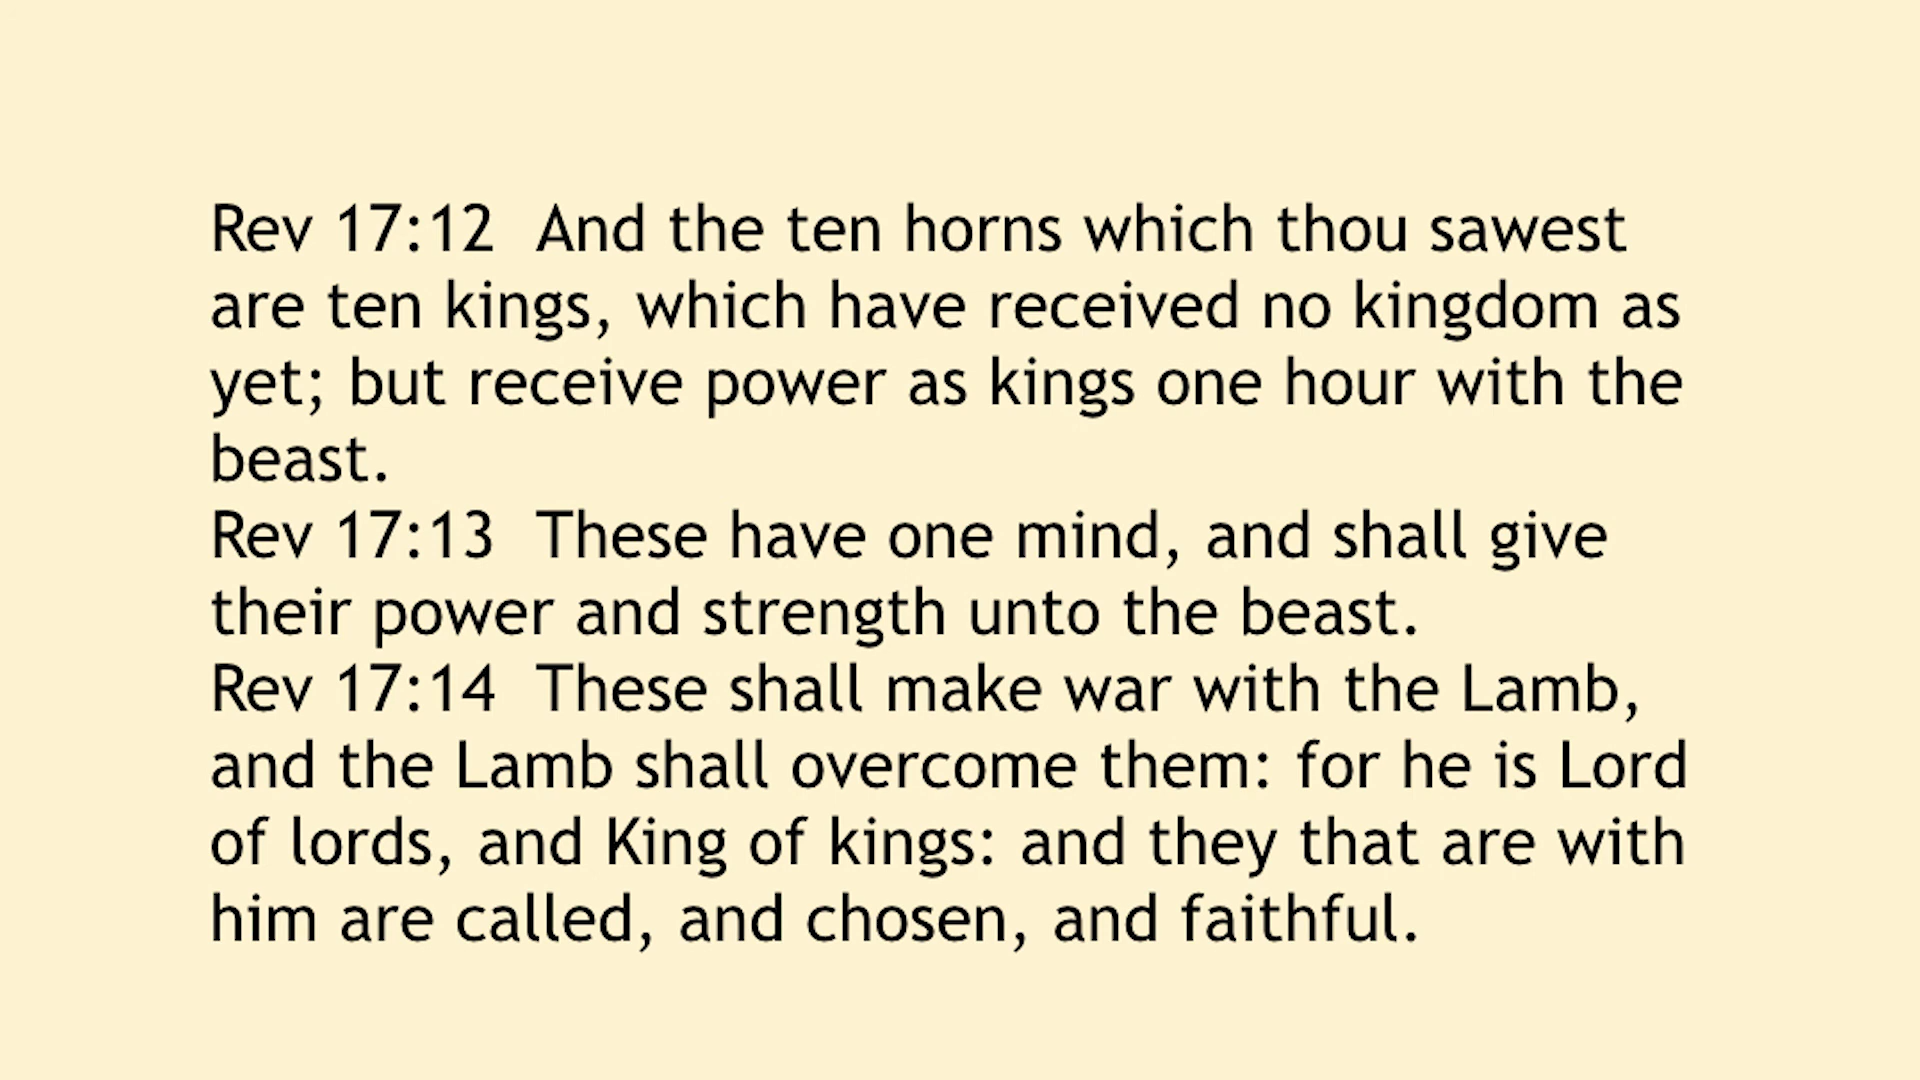 Rev 17:12  And the ten horns which thou sawest
are ten kings, which have received no kingdom as
yet; but receive power as kings one hour with the
beast.
Rev 17:13  These have one mind, and shall give
their power and strength unto the beast.
Rev 17:14  These shall make war with the Lamb,
and the Lamb shall overcome them: for he is Lord
of lords, and King of kings: and they that are with
him are called, and chosen, and faithful.